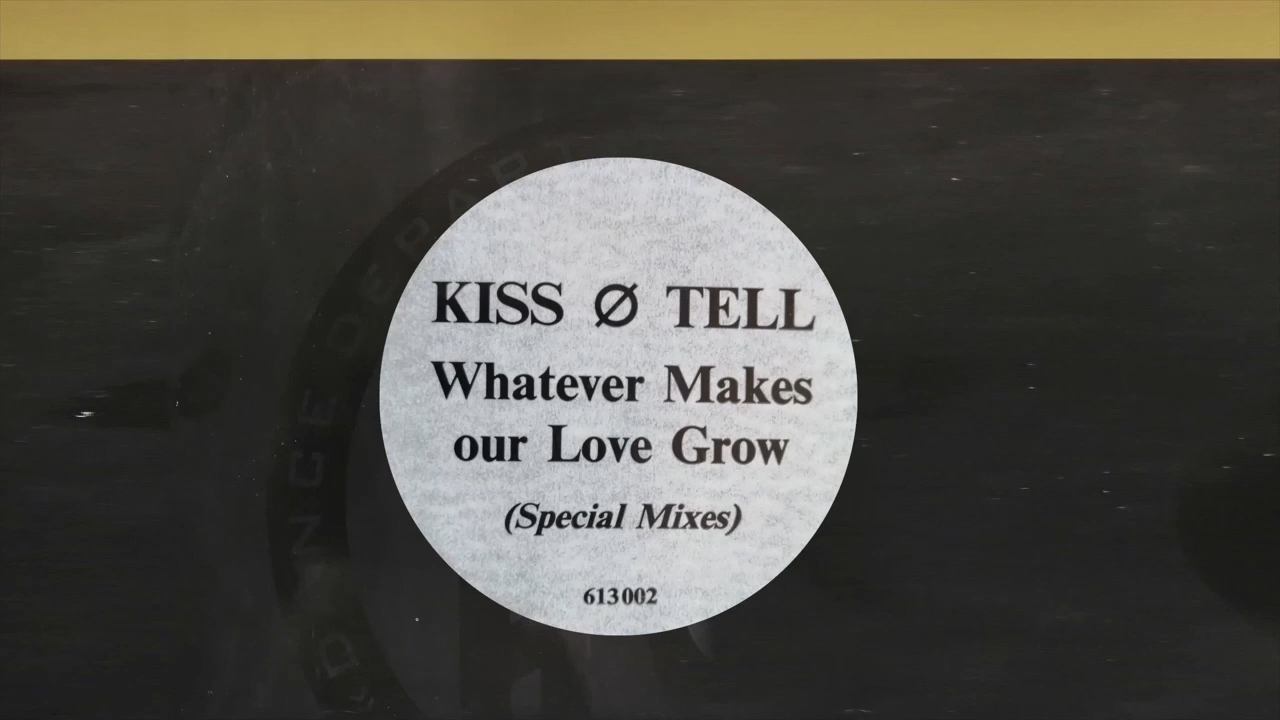 KISS Ø TELL
Whatever Makes
our Love Grow
(Special Mixes)
613002